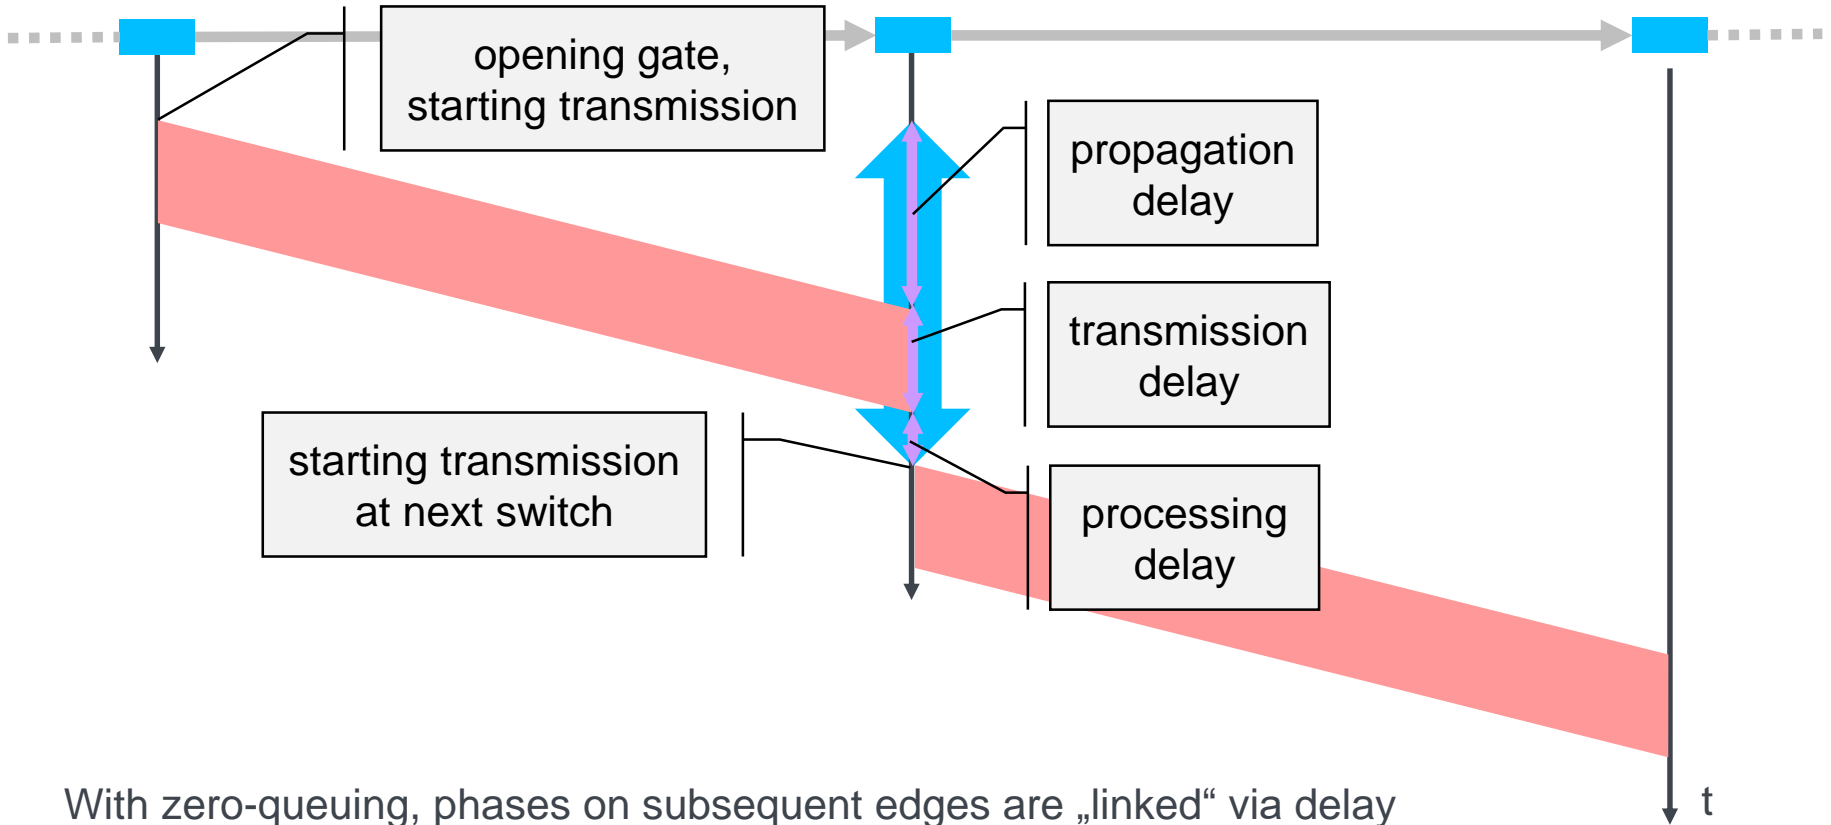 opening gate,
starting transmission
propagation
delay
transmission
delay
starting transmission
at next switch
processing
delay
With zero-queuing, phases on subsequent edges are „linked“ via delay
t